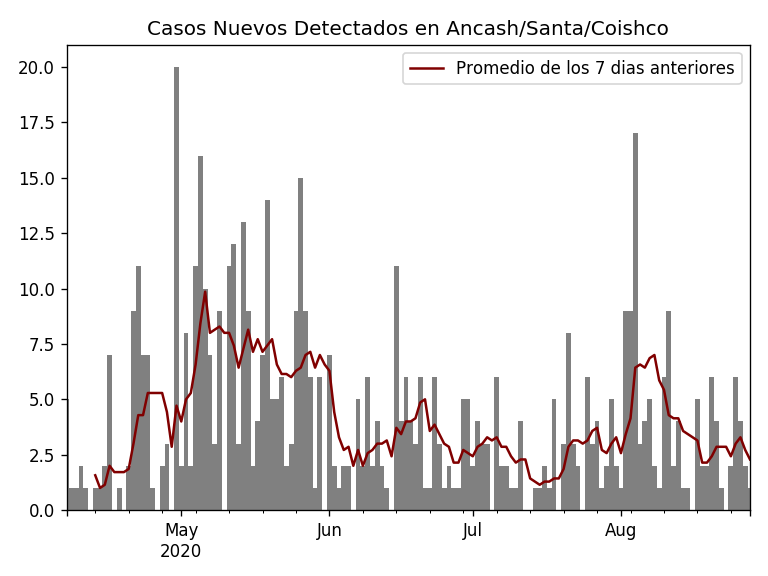 Casos Nuevos Detectados en Ancash/Santa/Coishco
Promedio de los 7 dias anteriores
20.0
17.5
15.0
12.5
10.0
7.5
5.0
2.5
0.0
May
2020
Jun
Jul
Aug